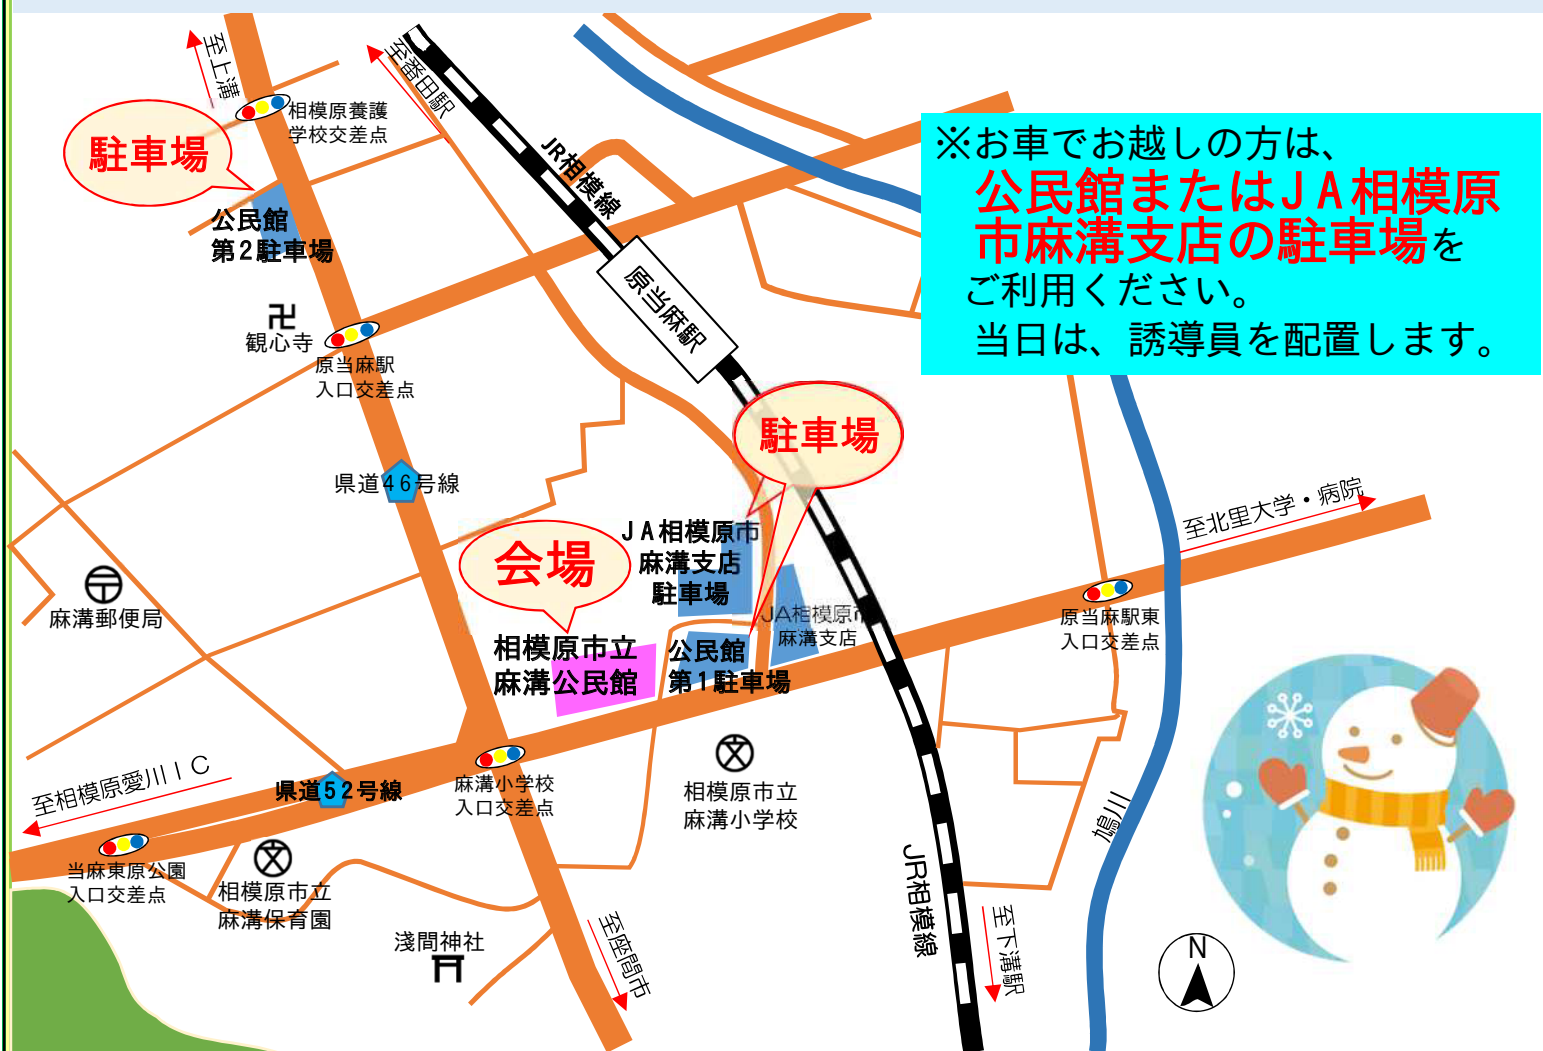 至上溝
至番田駅
相模原養護
学校交差点
駐車場
公民館
第2駐車場
JR相模線
※お車でお越しの方は、
公民館またはJA相模原
市麻溝支店の駐車場を
ご利用ください。
当日は、誘導員を配置します。
原当麻駅
卍
観心寺
原当麻駅
入口交差点
駐車場
県道46号線
至北里大学・病院
会場
JA相模原市
麻溝支店
駐車場
〒
麻溝郵便局
JA相模原市
麻溝支店
原当麻駅東
入口交差点
相模原市立
麻溝公民館
公民館
第1駐車場
至相模原愛川IC
県道52号線
麻溝小学校
入口交差点
文
相模原市立
麻溝小学校
鳩川
当麻東原公園
入口交差点
文
相模原市立
麻溝保育園
JR相模線
浅間神社
至座間市
至下溝駅
N